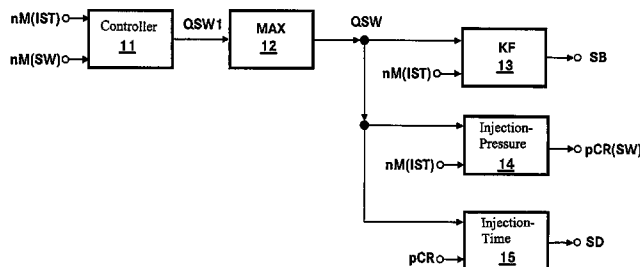 nM(IST)
nM(SW)
Controller
11
QSW1
MAX
12
QSW
nM(IST)
KF
13
SB
nM(IST)
Injection-
Pressure
14
pCR(SW)
pCR
Injection-
Time
15
SD